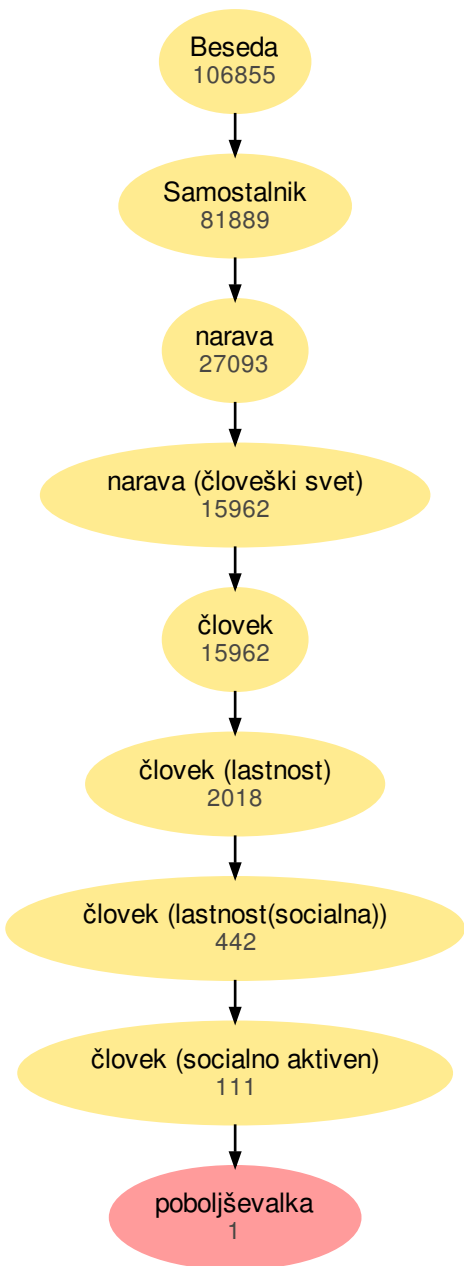 Beseda
106855
Samostalnik
81889
narava
27093
narava (človeški svet)
15962
človek
15962
človek (lastnost)
2018
človek (lastnost(socialna))
442
človek (socialno aktiven)
111
poboljševalka
1